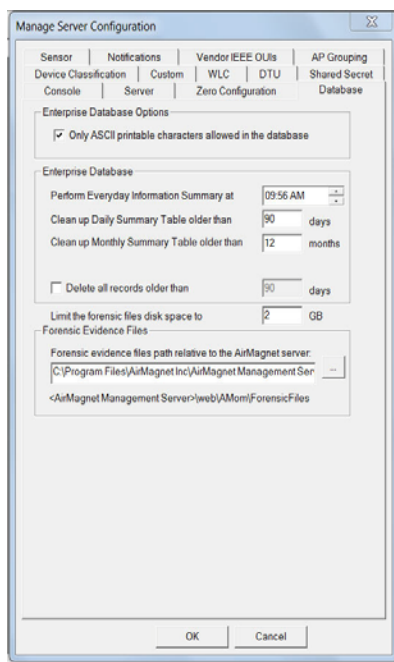 Manage Server Configuration
Sensor Notifications Vendor IEEE OUIs AP Grouping
Device Classification Custom WLC DTU Shared Secret
Console Server Zero Configuration Database
Enterprise Database Options
Only ASCII printable characters allowed in the database
Enterprise Database
Perform Everyday Information Summary at 09:56 AM
Clean up Daily Summary Table older than 90 days
Clean up Monthly Summary Table older than 12 months
Delete all records older than 90 days
Limit the forensic files disk space to 2 GB
Forensic Evidence Files
Forensic evidence files path relative to the AirMagnet server:
C:\Program Files\AirMagnet Inc\AirMagnet Management Ser ...
<AirMagnet Management Server>\web\AMom\ForensicFiles
OK Cancel